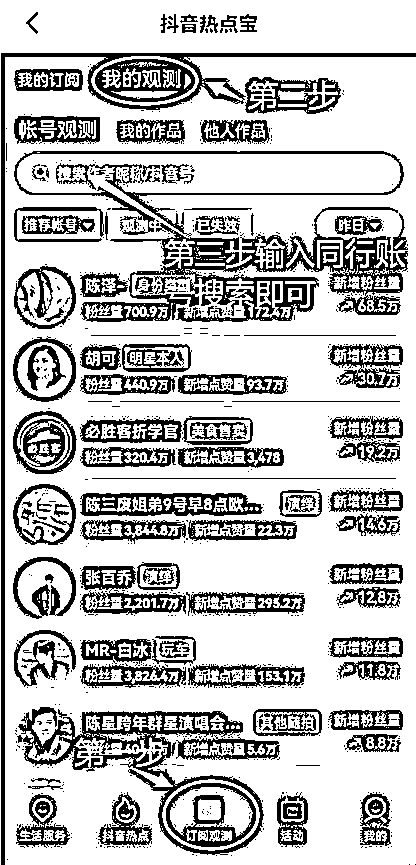 抖音热点宝
我的订阅 我的观测
第二步
帐号观测 我的作品 他人作品
搜索作者昵称/抖音号
推荐账号 观测中 已失效 昨日
第三步输入同行账号搜索即可
陈泽- 新增粉丝量
粉丝量700.9万 新增点赞量172.4万 68.5万
胡可 明星本人 新增粉丝量
粉丝量440.9万 新增点赞量93.7万 30.7万
必胜客折学官 美食售卖 新增粉丝量
粉丝量320.4万 新增点赞量3,478 19.2万
陈三废姐弟9号早8点欧... 演绎 新增粉丝量
粉丝量3,844.8万 新增点赞量22.3万 14.6万
张百乔 演绎 新增粉丝量
粉丝量2,201.7万 新增点赞量295.2万 12.8万
MR-白冰 玩车 新增粉丝量
粉丝量3,826.4万 新增点赞量153.1万 11.8万
陈星跨年群星演唱会... 其他随拍 新增粉丝量
新增点赞量5.6万 8.8万
第一步
生活服务 抖音热点 订阅观测 活动 我的